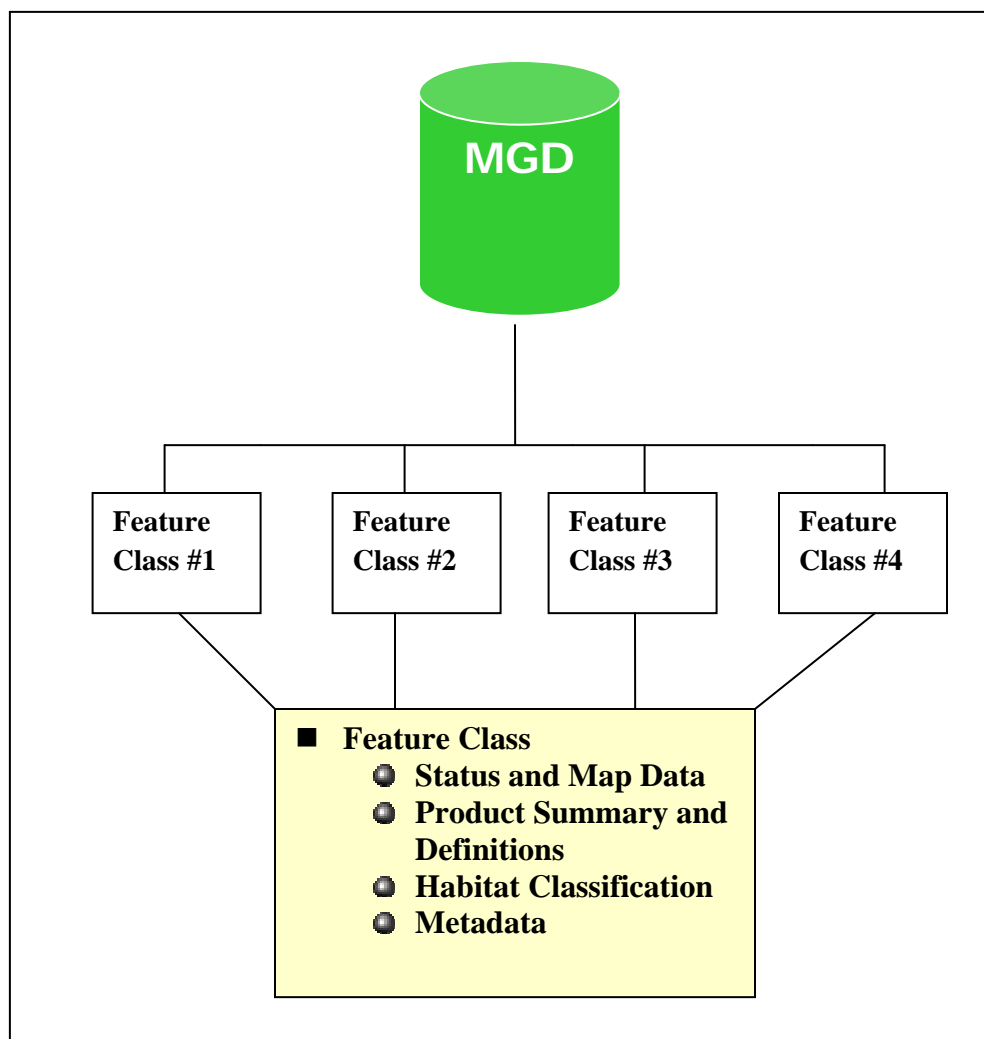 MGD
Feature
Class #1
Feature
Class #2
Feature
Class #3
Feature
Class #4
Feature Class
Status and Map Data
Product Summary and
Definitions
Habitat Classification
Metadata